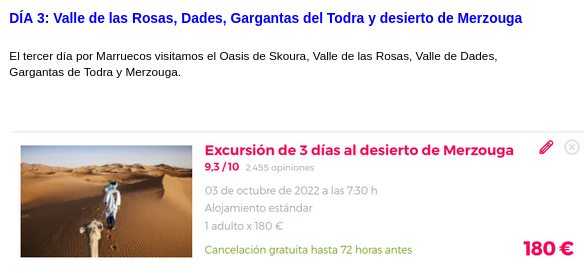 DÍA 3: Valle de las Rosas, Dades, Gargantas del Todra y desierto de Merzouga
El tercer día por Marruecos visitamos el Oasis de Skoura, Valle de las Rosas, Valle de Dades,
Gargantas de Todra y Merzouga.
Excursión de 3 días al desierto de Merzouga
9,3 / 10 2.455 opiniones
03 de octubre de 2022 a las 7:30 h
Alojamiento estándar
1 adulto x 180 €
Cancelación gratuita hasta 72 horas antes
180 €